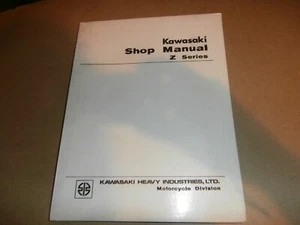 Kawasaki
Shop Manual
Z Series
KAWASAKI HEAVY INDUSTRIES, LTD.
Motorcycle Division